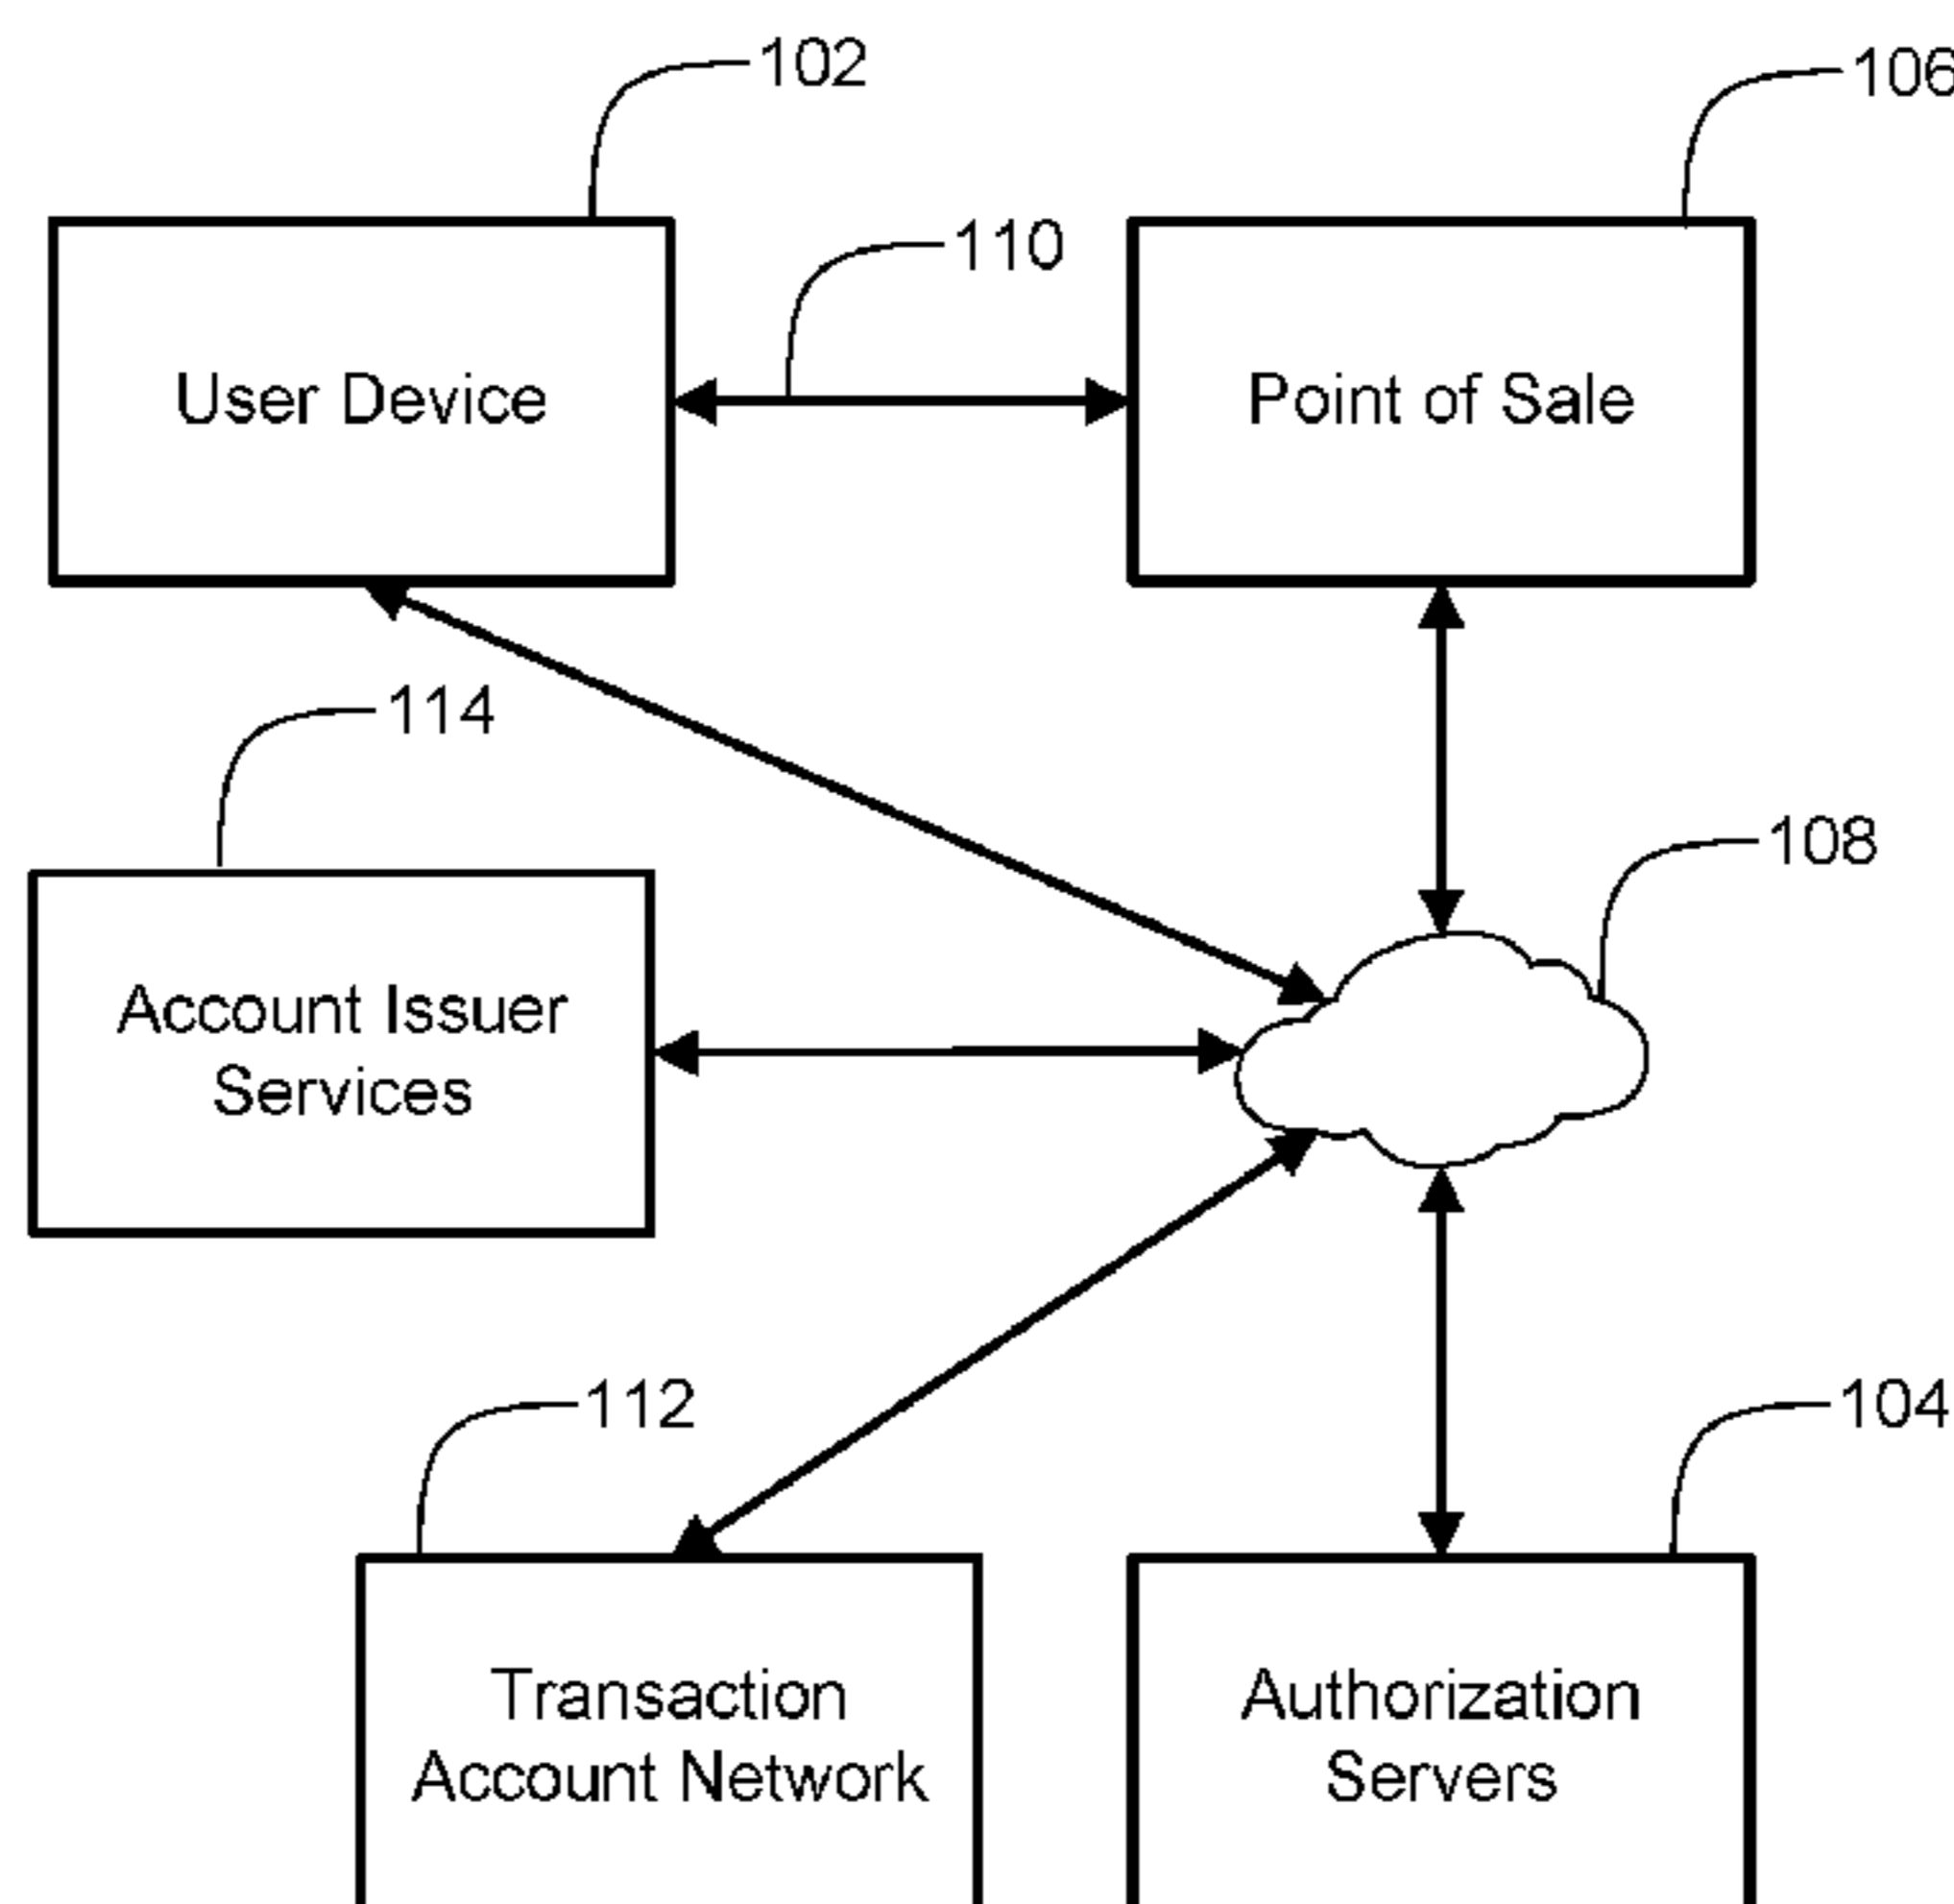 102
106
110
User Device
Point of Sale
114
108
Account Issuer
Services
112
104
Transaction
Account Network
Authorization
Servers